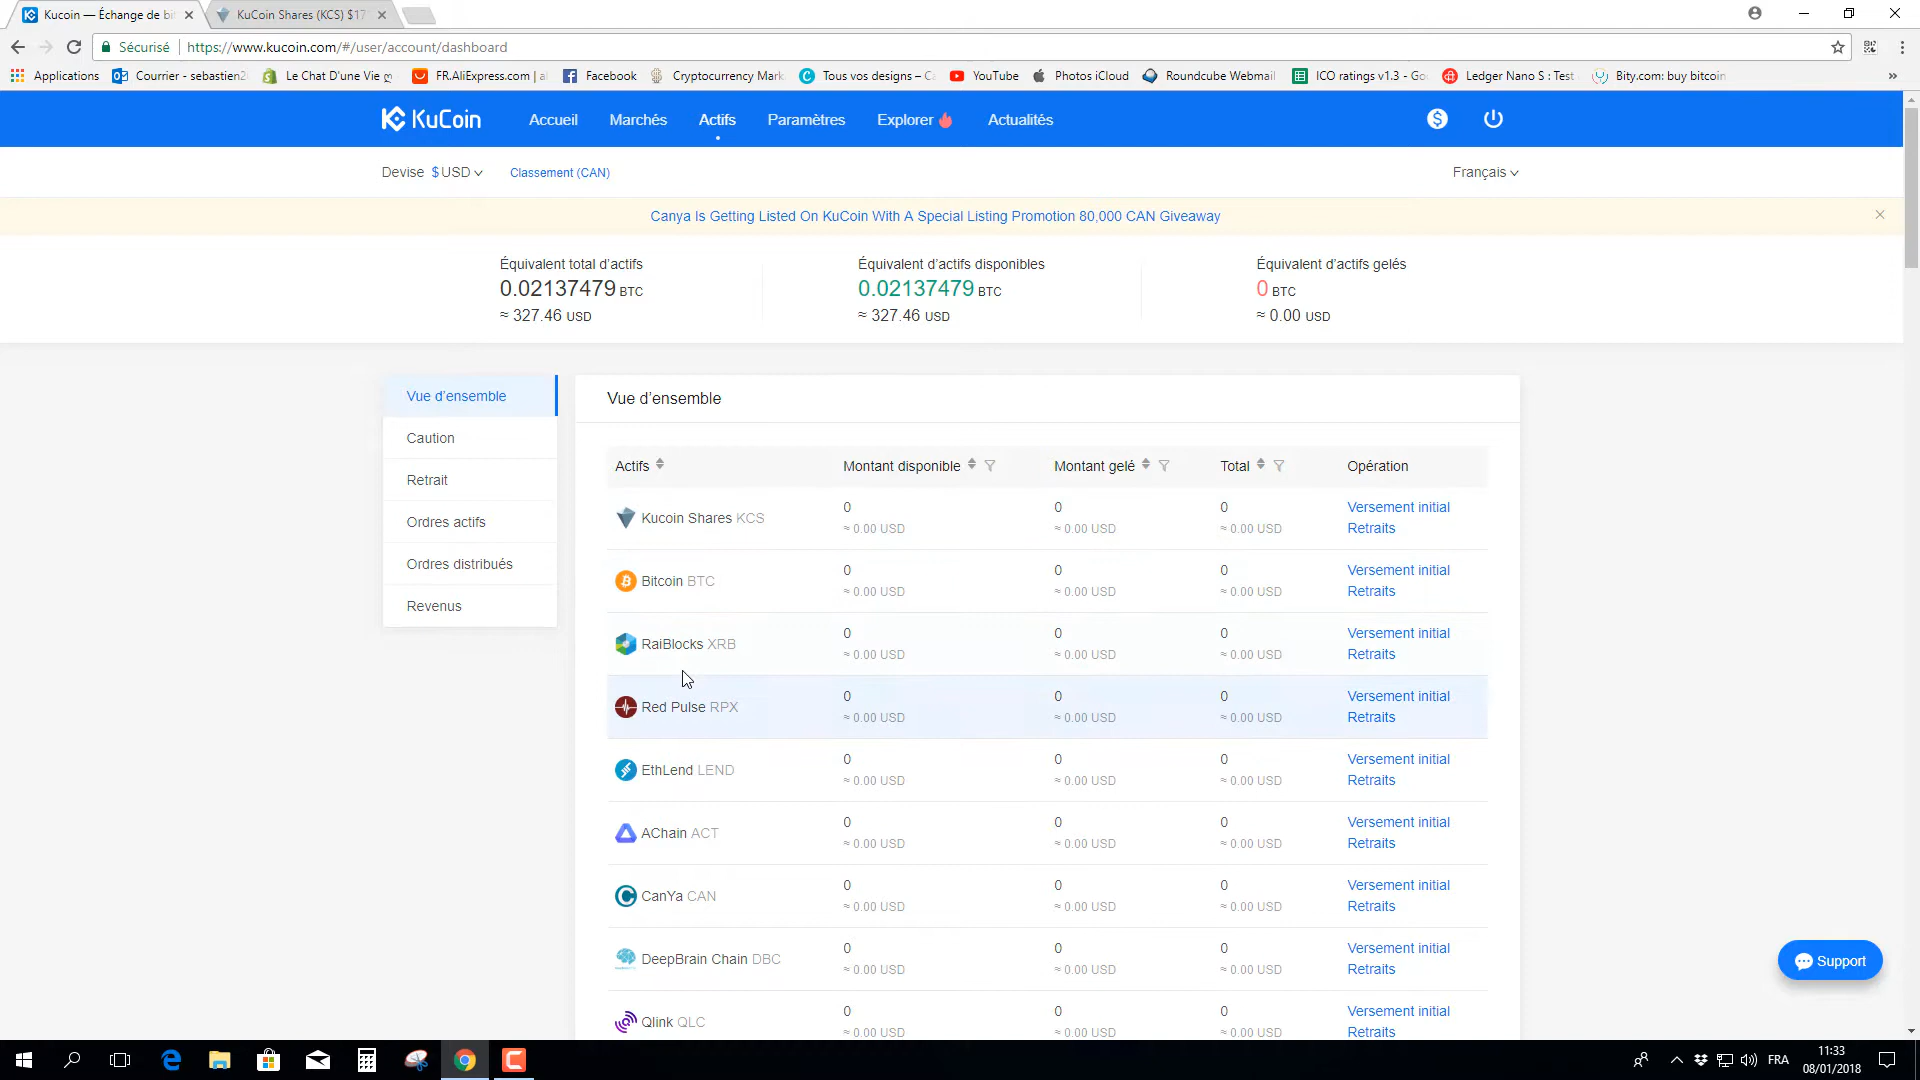 Kucoin — Échange de bi
KuCoin Shares (KCS) $17
Sécurisé
https://www.kucoin.com/#/user/account/dashboard
Applications
Courrier - sebastien2
Le Chat D'une Vie
FR.AliExpress.com | al
Facebook
Cryptocurrency Mark
Tous vos designs – C
YouTube
Photos iCloud
Roundcube Webmail
ICO ratings v1.3 - Go
Ledger Nano S : Test
Bity.com: buy bitcoin
»
KuCoin
Accueil
Marchés
Actifs
Paramètres
Explorer
Actualités
Devise $ USD
Classement (CAN)
Français
Canya Is Getting Listed On KuCoin With A Special Listing Promotion 80,000 CAN Giveaway
Équivalent total d'actifs
0.02137479 BTC
≈ 327.46 USD
Équivalent d'actifs disponibles
0.02137479 BTC
≈ 327.46 USD
Équivalent d'actifs gelés
0 BTC
≈ 0.00 USD
Vue d'ensemble
Caution
Retrait
Ordres actifs
Ordres distribués
Revenus
Vue d'ensemble
Actifs Montant disponible Montant gelé Total Opération
Kucoin Shares KCS
0 0 0 Versement initial
≈ 0.00 USD ≈ 0.00 USD ≈ 0.00 USD Retraits
Bitcoin BTC
0 0 0 Versement initial
≈ 0.00 USD ≈ 0.00 USD ≈ 0.00 USD Retraits
RaiBlocks XRB
0 0 0 Versement initial
≈ 0.00 USD ≈ 0.00 USD ≈ 0.00 USD Retraits
Red Pulse RPX
0 0 0 Versement initial
≈ 0.00 USD ≈ 0.00 USD ≈ 0.00 USD Retraits
EthLend LEND
0 0 0 Versement initial
≈ 0.00 USD ≈ 0.00 USD ≈ 0.00 USD Retraits
AChain ACT
0 0 0 Versement initial
≈ 0.00 USD ≈ 0.00 USD ≈ 0.00 USD Retraits
CanYa CAN
0 0 0 Versement initial
≈ 0.00 USD ≈ 0.00 USD ≈ 0.00 USD Retraits
DeepBrain Chain DBC
0 0 0 Versement initial
≈ 0.00 USD ≈ 0.00 USD ≈ 0.00 USD Retraits
Qlink QLC
0 0 0 Versement initial
≈ 0.00 USD ≈ 0.00 USD ≈ 0.00 USD Retraits
Support
FRA
11:33
08/01/2018